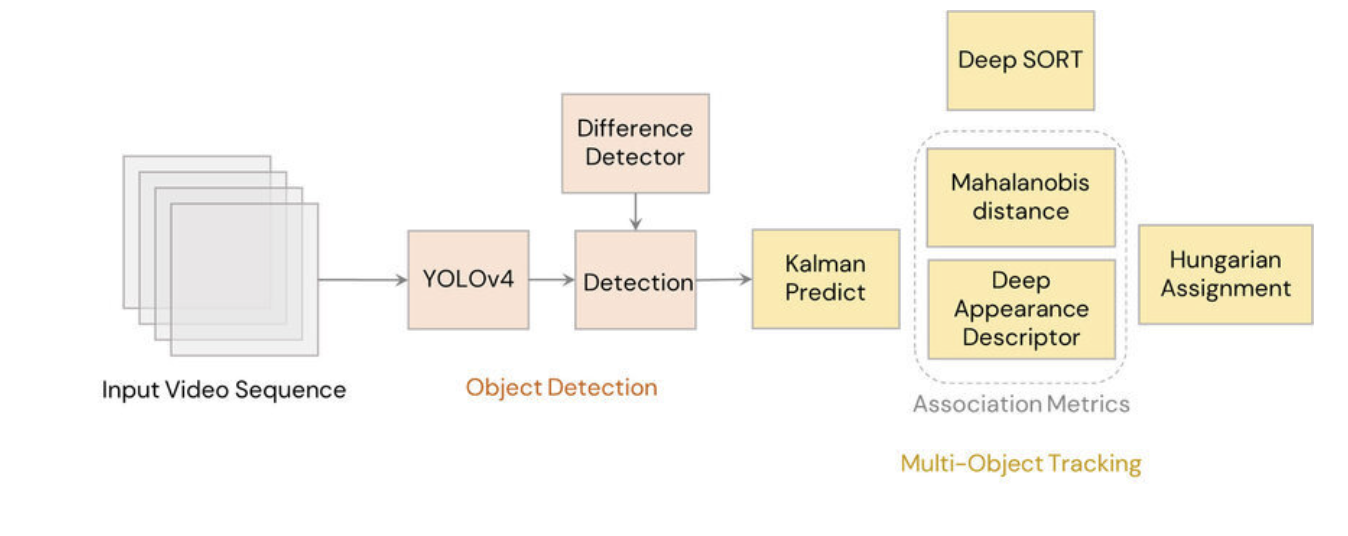 Deep SORT
Difference
Detector
Mahalanobis
distance
YOLOv4
Detection
Kalman
Predict
Deep
Appearance
Descriptor
Hungarian
Assignment
Input Video Sequence
Object Detection
Association Metrics
Multi-Object Tracking